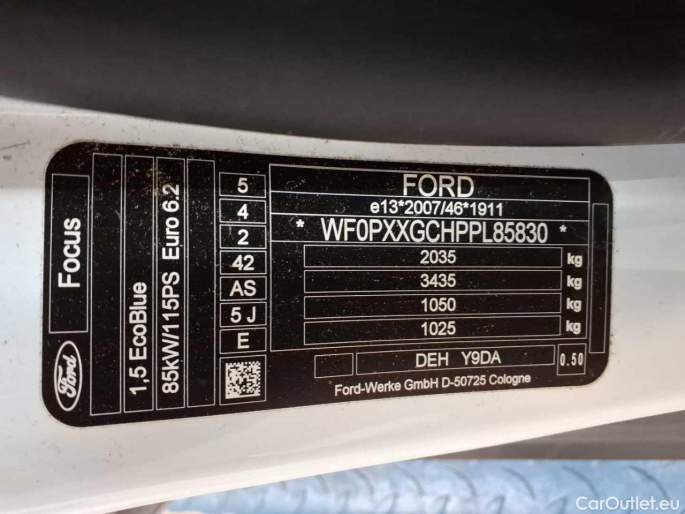 FORD
e13*2007/46*1911
* WF0PXXGCHPPL85830 *
2035 kg
3435 kg
1050 kg
1025 kg
DEH Y9DA
0.50
Ford-Werke GmbH D-50725 Cologne
5
4
2
42
AS
5 J
E
Ford
Focus
1,5 EcoBlue
85kW/115PS Euro 6.2
CarOutlet.eu